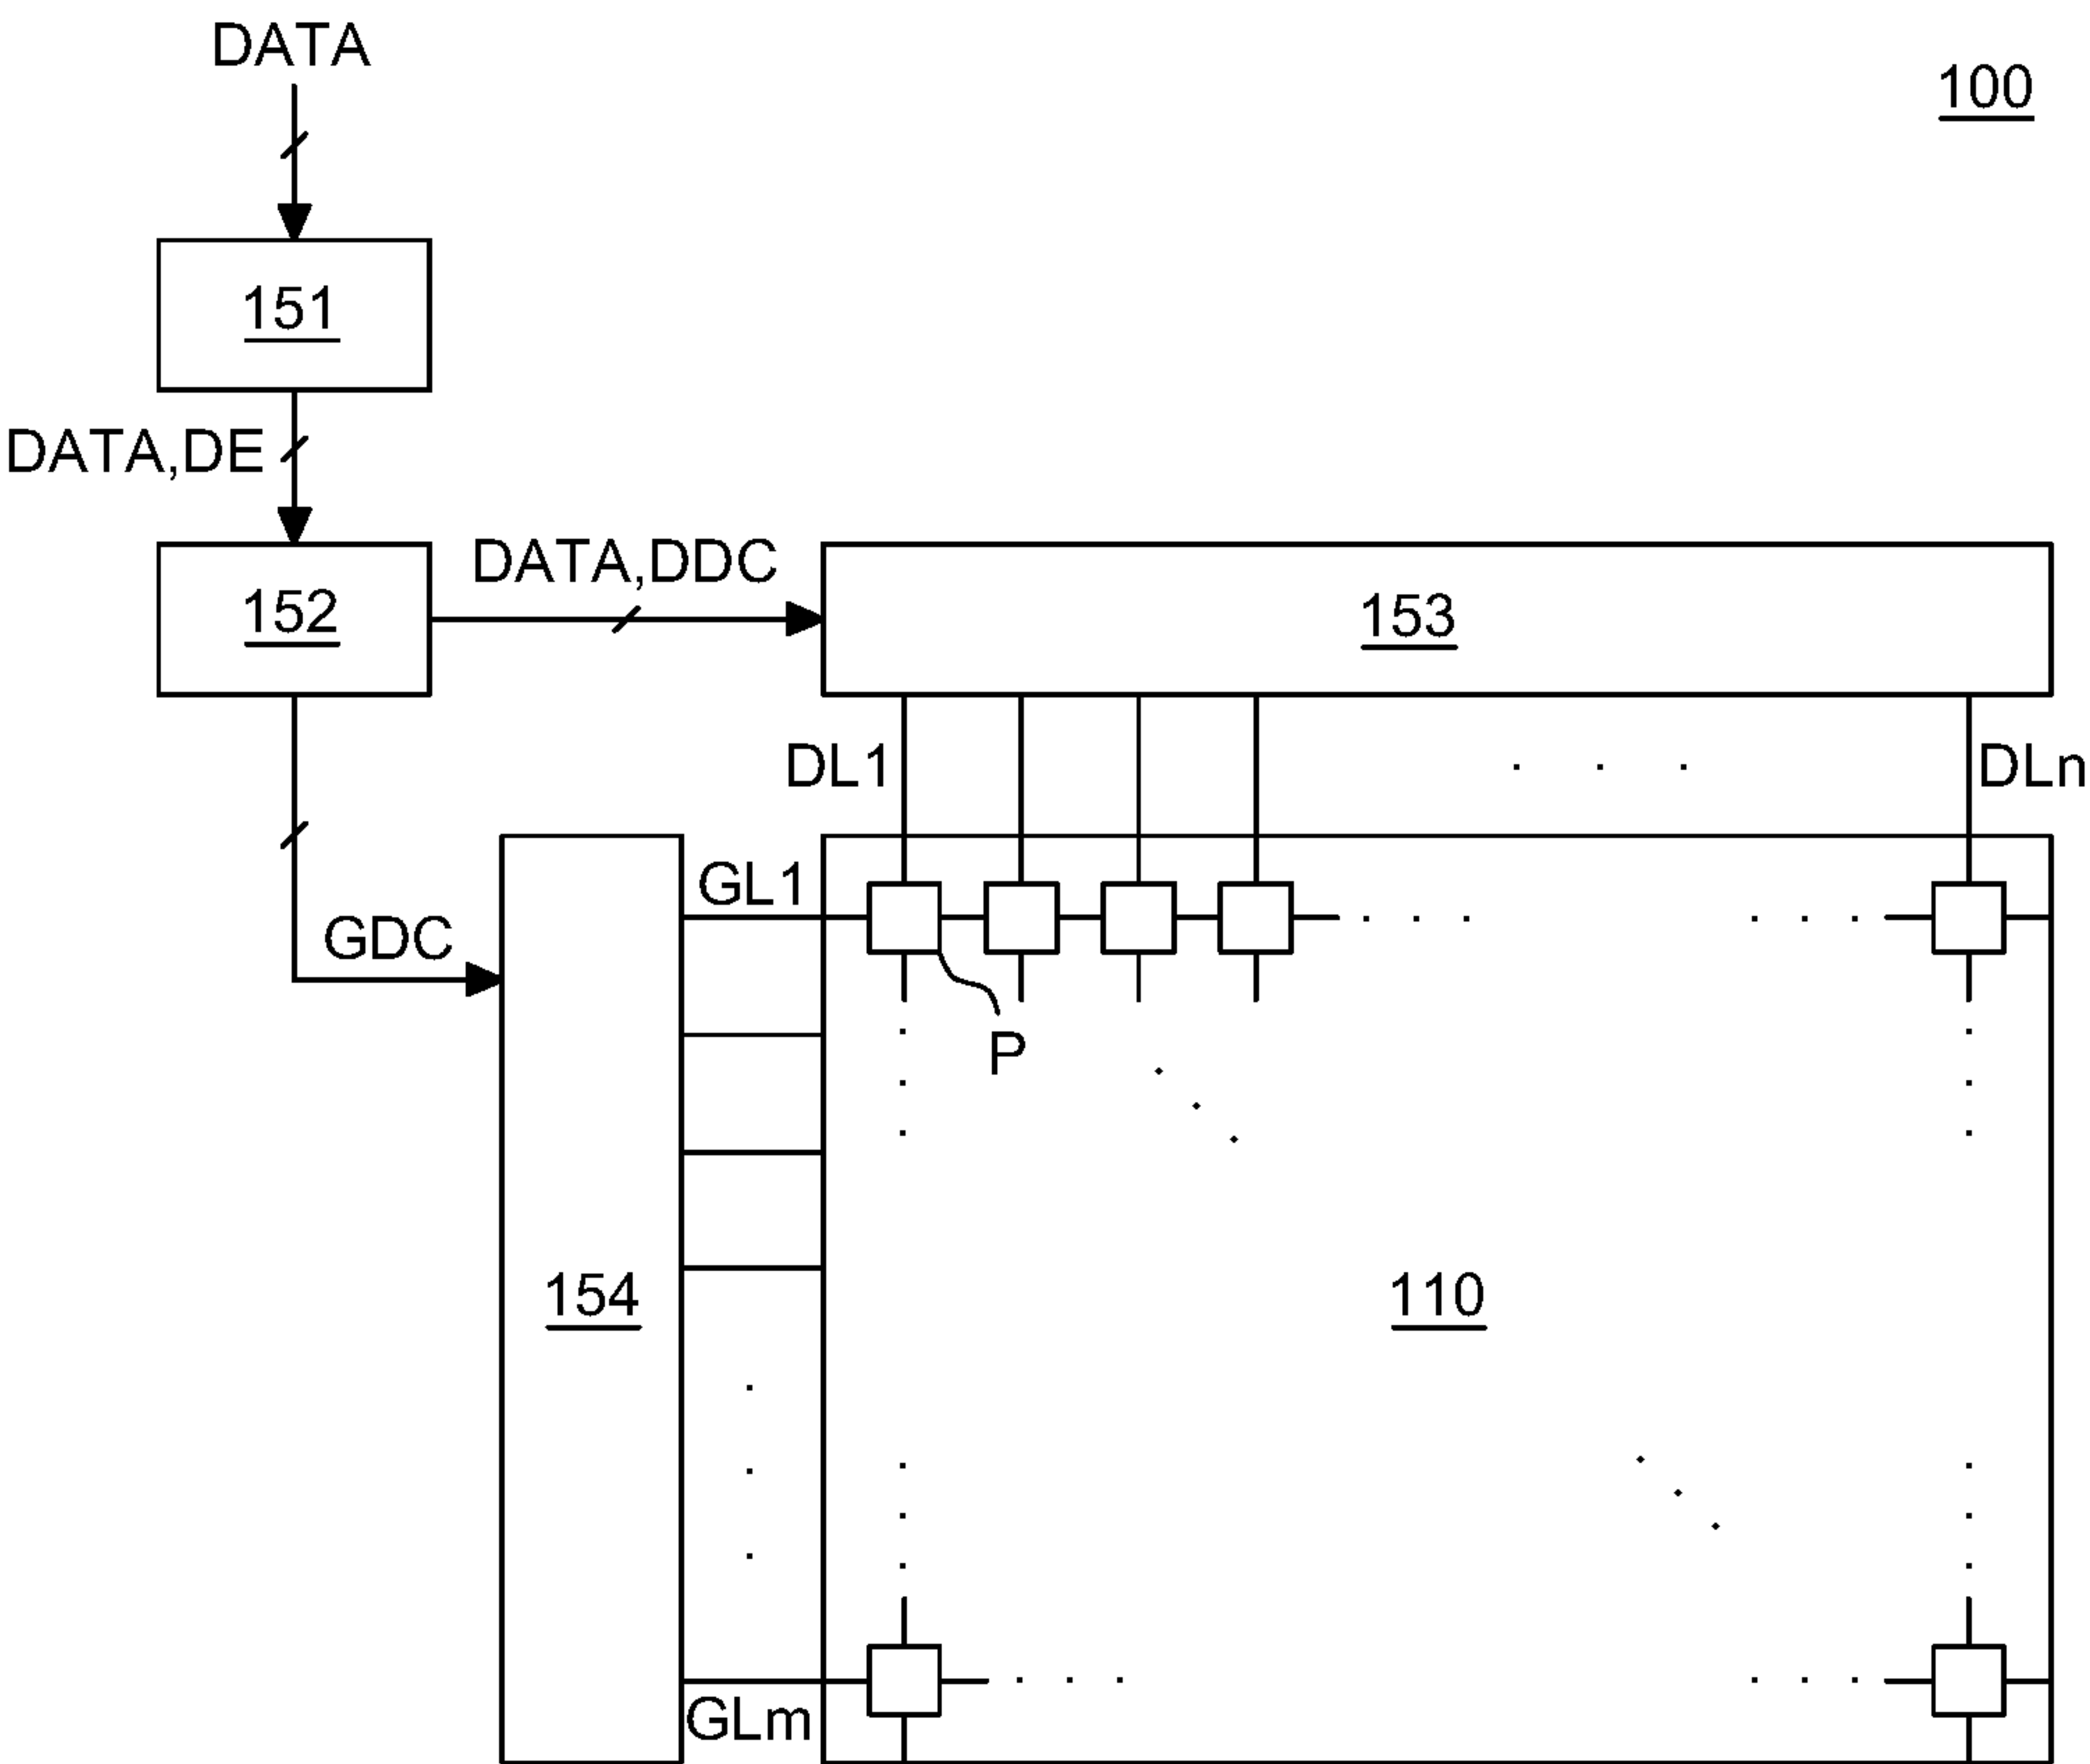 DATA
100
151
DATA,DE
DATA,DDC
152
153
DL1
DLn
GL1
GDC
P
154
110
GLm